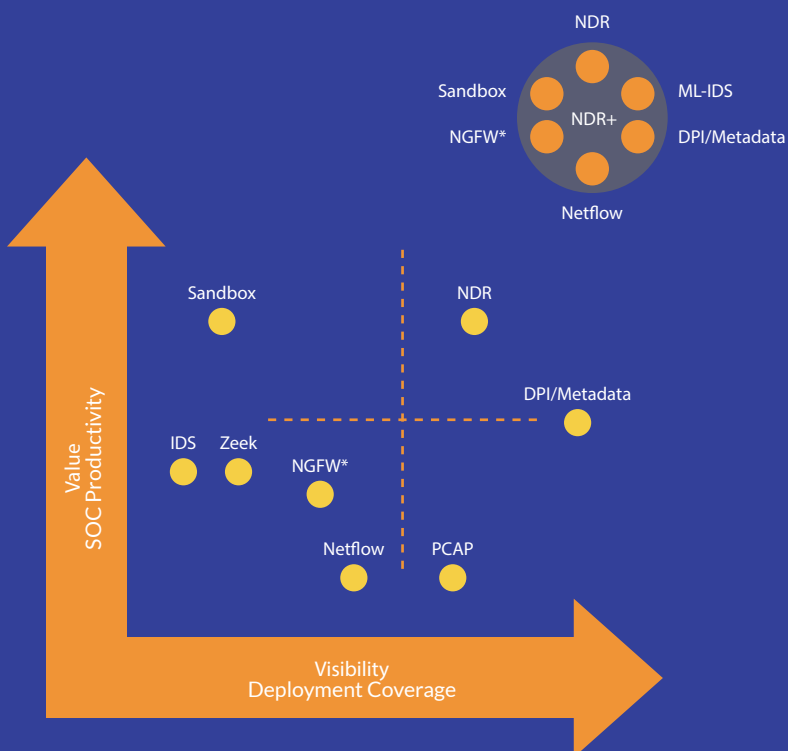 NDR
Sandbox
ML-IDS
NDR+
NGFW*
DPI/Metadata
Netflow
Sandbox
NDR
DPI/Metadata
IDS
Zeek
NGFW*
Netflow
PCAP
Value
SOC Productivity
Visibility
Deployment Coverage